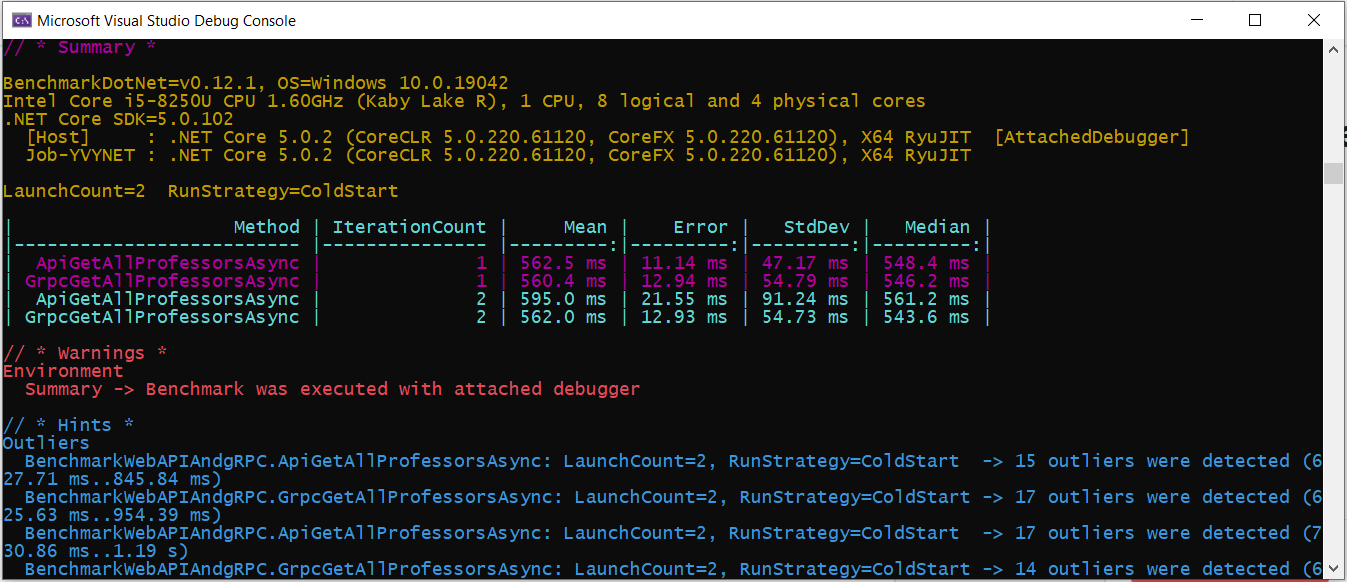 Microsoft Visual Studio Debug Console
// * Summary *
BenchmarkDotNet=v0.12.1, OS=Windows 10.0.19042
Intel Core i5-8250U CPU 1.60GHz (Kaby Lake R), 1 CPU, 8 logical and 4 physical cores
.NET Core SDK=5.0.102
  [Host]     : .NET Core 5.0.2 (CoreCLR 5.0.220.61120, CoreFX 5.0.220.61120), X64 RyuJIT  [AttachedDebugger]
  Job-YVYNET : .NET Core 5.0.2 (CoreCLR 5.0.220.61120, CoreFX 5.0.220.61120), X64 RyuJIT
LaunchCount=2  RunStrategy=ColdStart
|                    Method | IterationCount |     Mean |    Error |   StdDev |   Median |
|-------------------------- |--------------- |---------:|---------:|---------:|---------:|
|  ApiGetAllProfessorsAsync |              1 | 562.5 ms | 11.14 ms | 47.17 ms | 548.4 ms |
| GrpcGetAllProfessorsAsync |              1 | 560.4 ms | 12.94 ms | 54.79 ms | 546.2 ms |
|  ApiGetAllProfessorsAsync |              2 | 595.0 ms | 21.55 ms | 91.24 ms | 561.2 ms |
| GrpcGetAllProfessorsAsync |              2 | 562.0 ms | 12.93 ms | 54.73 ms | 543.6 ms |
// * Warnings *
Environment
  Summary -> Benchmark was executed with attached debugger
// * Hints *
Outliers
  BenchmarkWebAPIAndgRPC.ApiGetAllProfessorsAsync: LaunchCount=2, RunStrategy=ColdStart  -> 15 outliers were detected (6
27.71 ms..845.84 ms)
  BenchmarkWebAPIAndgRPC.GrpcGetAllProfessorsAsync: LaunchCount=2, RunStrategy=ColdStart -> 17 outliers were detected (6
25.63 ms..954.39 ms)
  BenchmarkWebAPIAndgRPC.ApiGetAllProfessorsAsync: LaunchCount=2, RunStrategy=ColdStart  -> 17 outliers were detected (7
30.86 ms..1.19 s)
  BenchmarkWebAPIAndgRPC.GrpcGetAllProfessorsAsync: LaunchCount=2, RunStrategy=ColdStart -> 14 outliers were detected (6